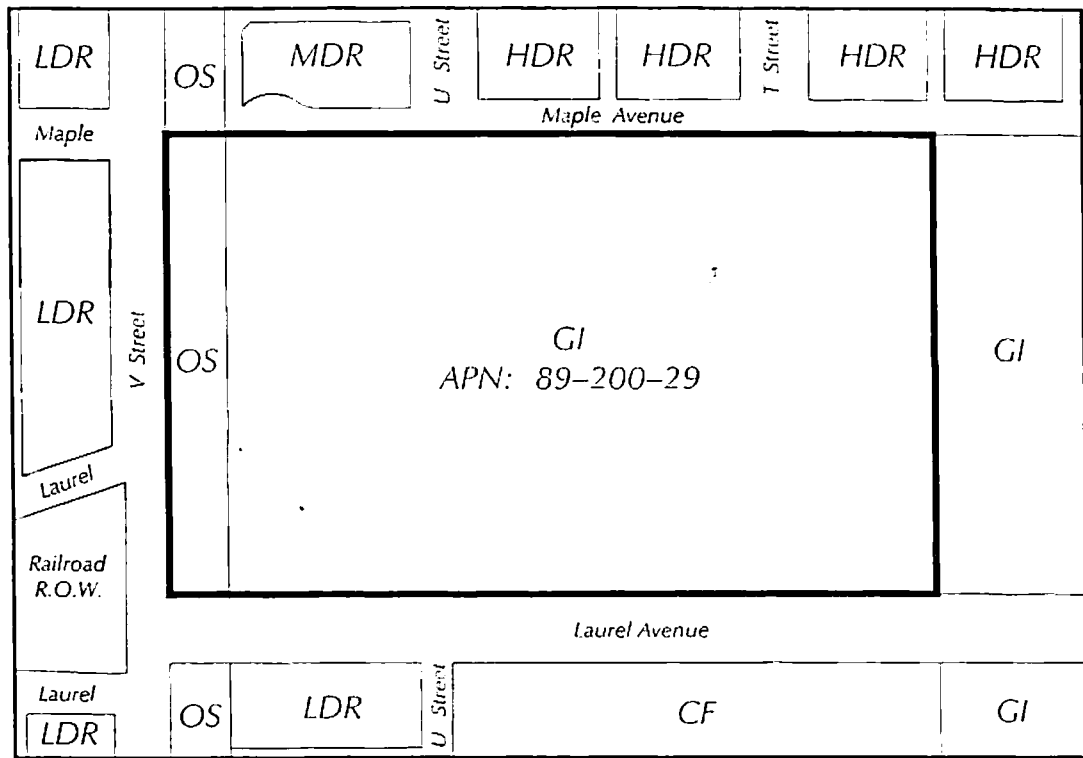 LDR
OS
MDR
U Street
HDR
HDR
T Street
HDR
HDR
Maple
Maple Avenue
LDR
V Street
OS
GI
APN: 89-200-29
GI
Laurel
Railroad
R.O.W.
Laurel Avenue
Laurel
LDR
OS
LDR
U Street
CF
GI